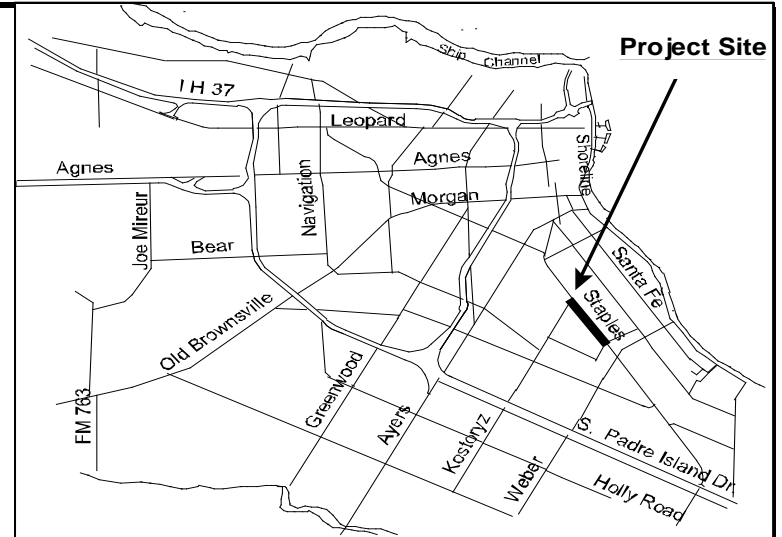 Project Site
Ship Channel
I H 37
Leopard
Shoreline
Agnes
Agnes
Navigation
Morgan
Joe Mireur
Bear
Santa Fe
Staples
Old Brownsville
Greenwood
FM 763
Ayers
Kostoryz
Weber
S. Padre Island Dr.
Holly Road